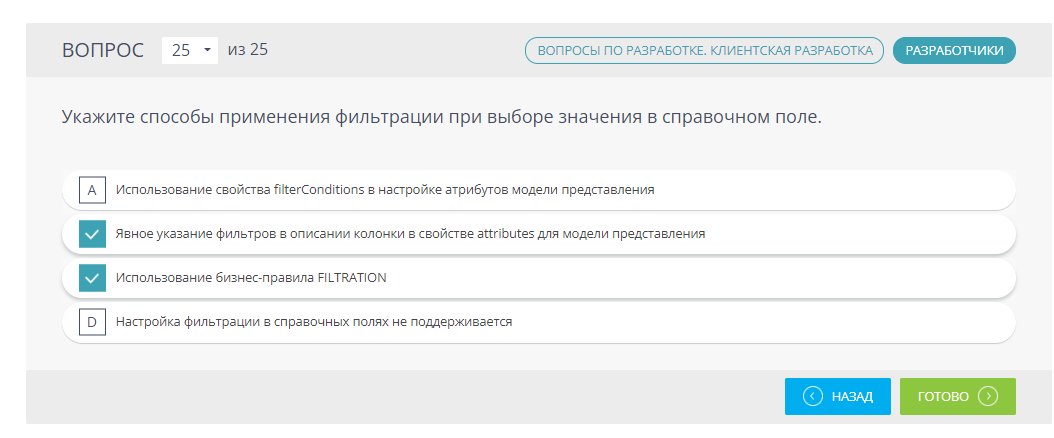 ВОПРОС 25 из 25 ВОПРОСЫ ПО РАЗРАБОТКЕ. КЛИЕНТСКАЯ РАЗРАБОТКА РАЗРАБОТЧИКИ
Укажите способы применения фильтрации при выборе значения в справочном поле.
A Использование свойства filterConditions в настройке атрибутов модели представления
Явное указание фильтров в описании колонки в свойстве attributes для модели представления
Использование бизнес-правила FILTRATION
D Настройка фильтрации в справочных полях не поддерживается
НАЗАД ГОТОВО